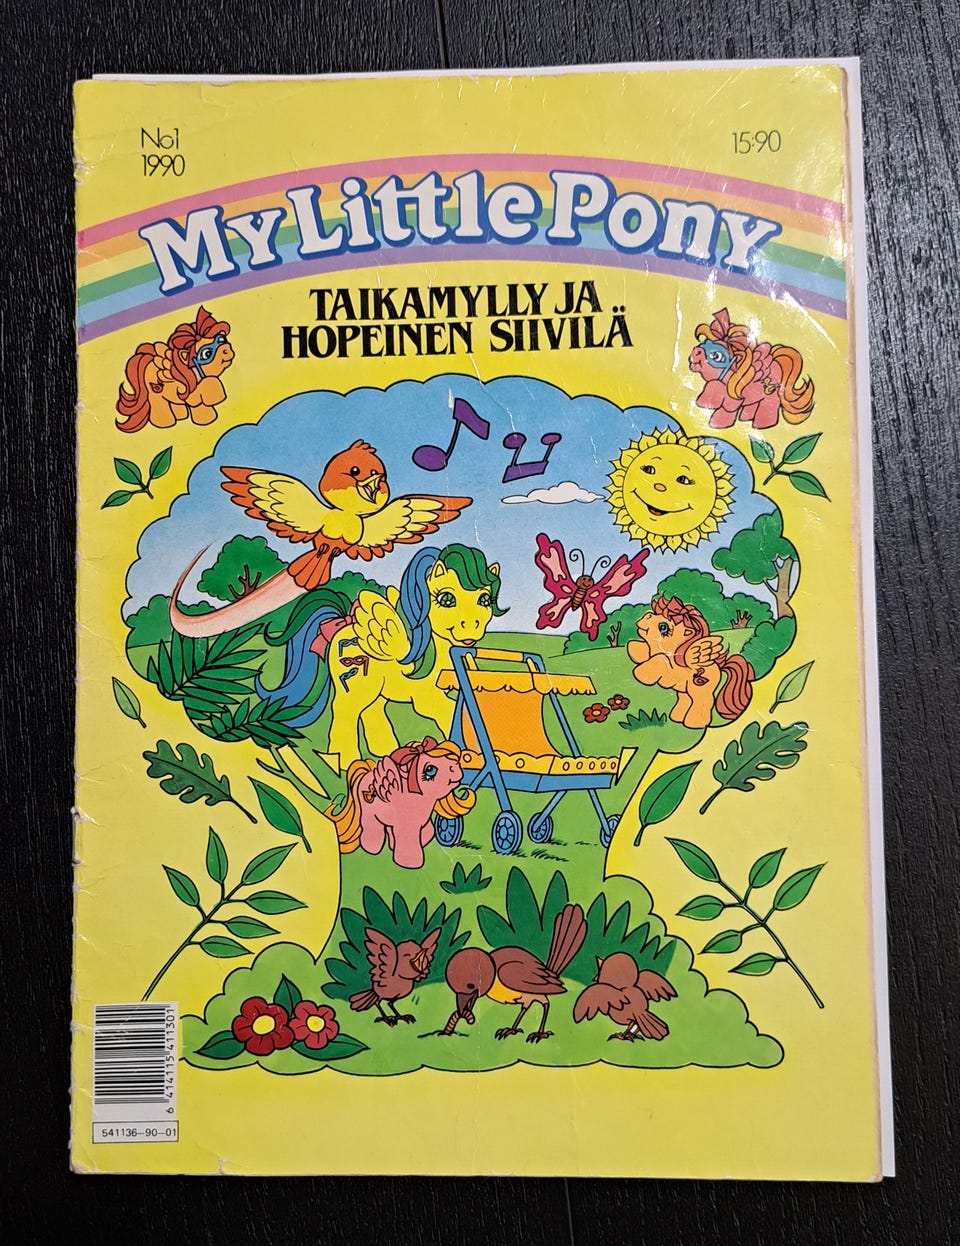 No1
1990
15:90
My Little Pony
TAIKAMYLLY JA
HOPEINEN SIIVILÄ
6 414115 411301
541136-90-01